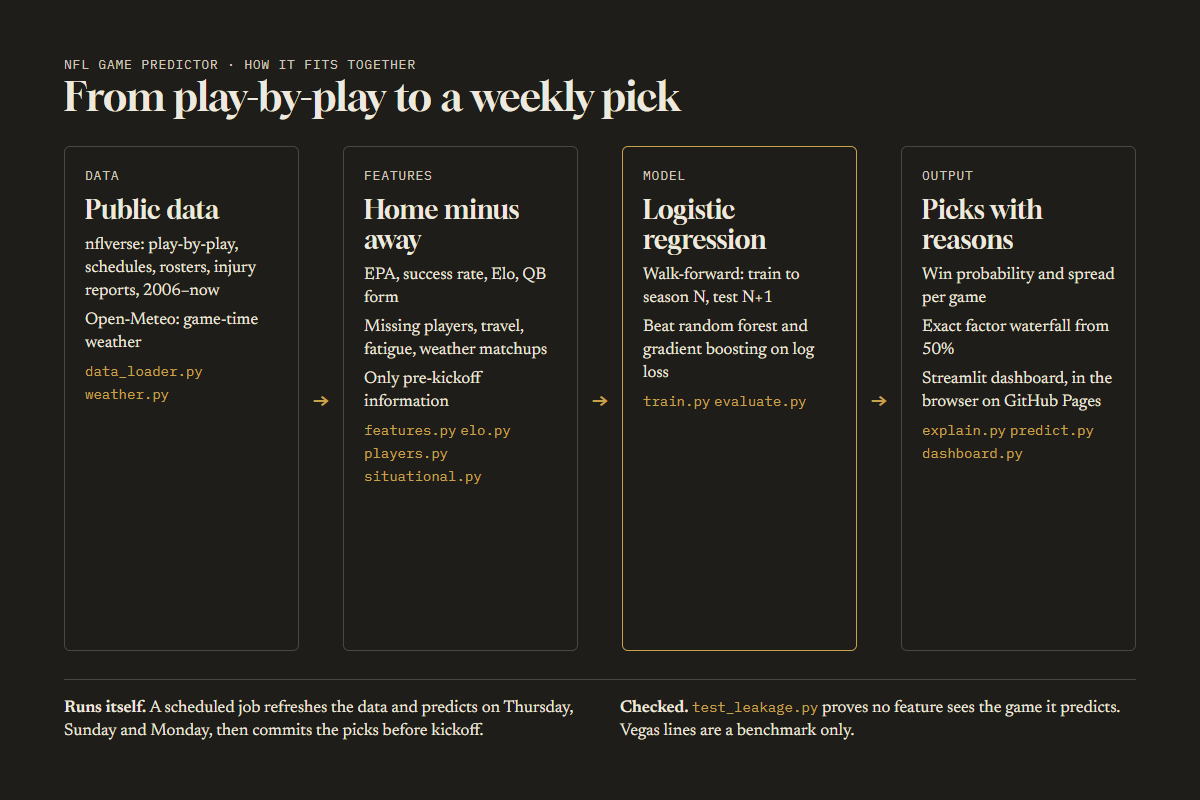 NFL GAME PREDICTOR · HOW IT FITS TOGETHER
From play-by-play to a weekly pick
DATA
Public data
nflverse: play-by-play,
schedules, rosters, injury
reports, 2006–now
Open-Meteo: game-time
weather
data_loader.py
weather.py
→
FEATURES
Home minus
away
EPA, success rate, Elo, QB
form
Missing players, travel,
fatigue, weather matchups
Only pre-kickoff
information
features.py elo.py
players.py
situational.py
→
MODEL
Logistic
regression
Walk-forward: train to
season N, test N+1
Beat random forest and
gradient boosting on log
loss
train.py evaluate.py
→
OUTPUT
Picks with
reasons
Win probability and spread
per game
Exact factor waterfall from
50%
Streamlit dashboard, in the
browser on GitHub Pages
explain.py predict.py
dashboard.py
Runs itself. A scheduled job refreshes the data and predicts on Thursday,
Sunday and Monday, then commits the picks before kickoff.
Checked. test_leakage.py proves no feature sees the game it predicts.
Vegas lines are a benchmark only.